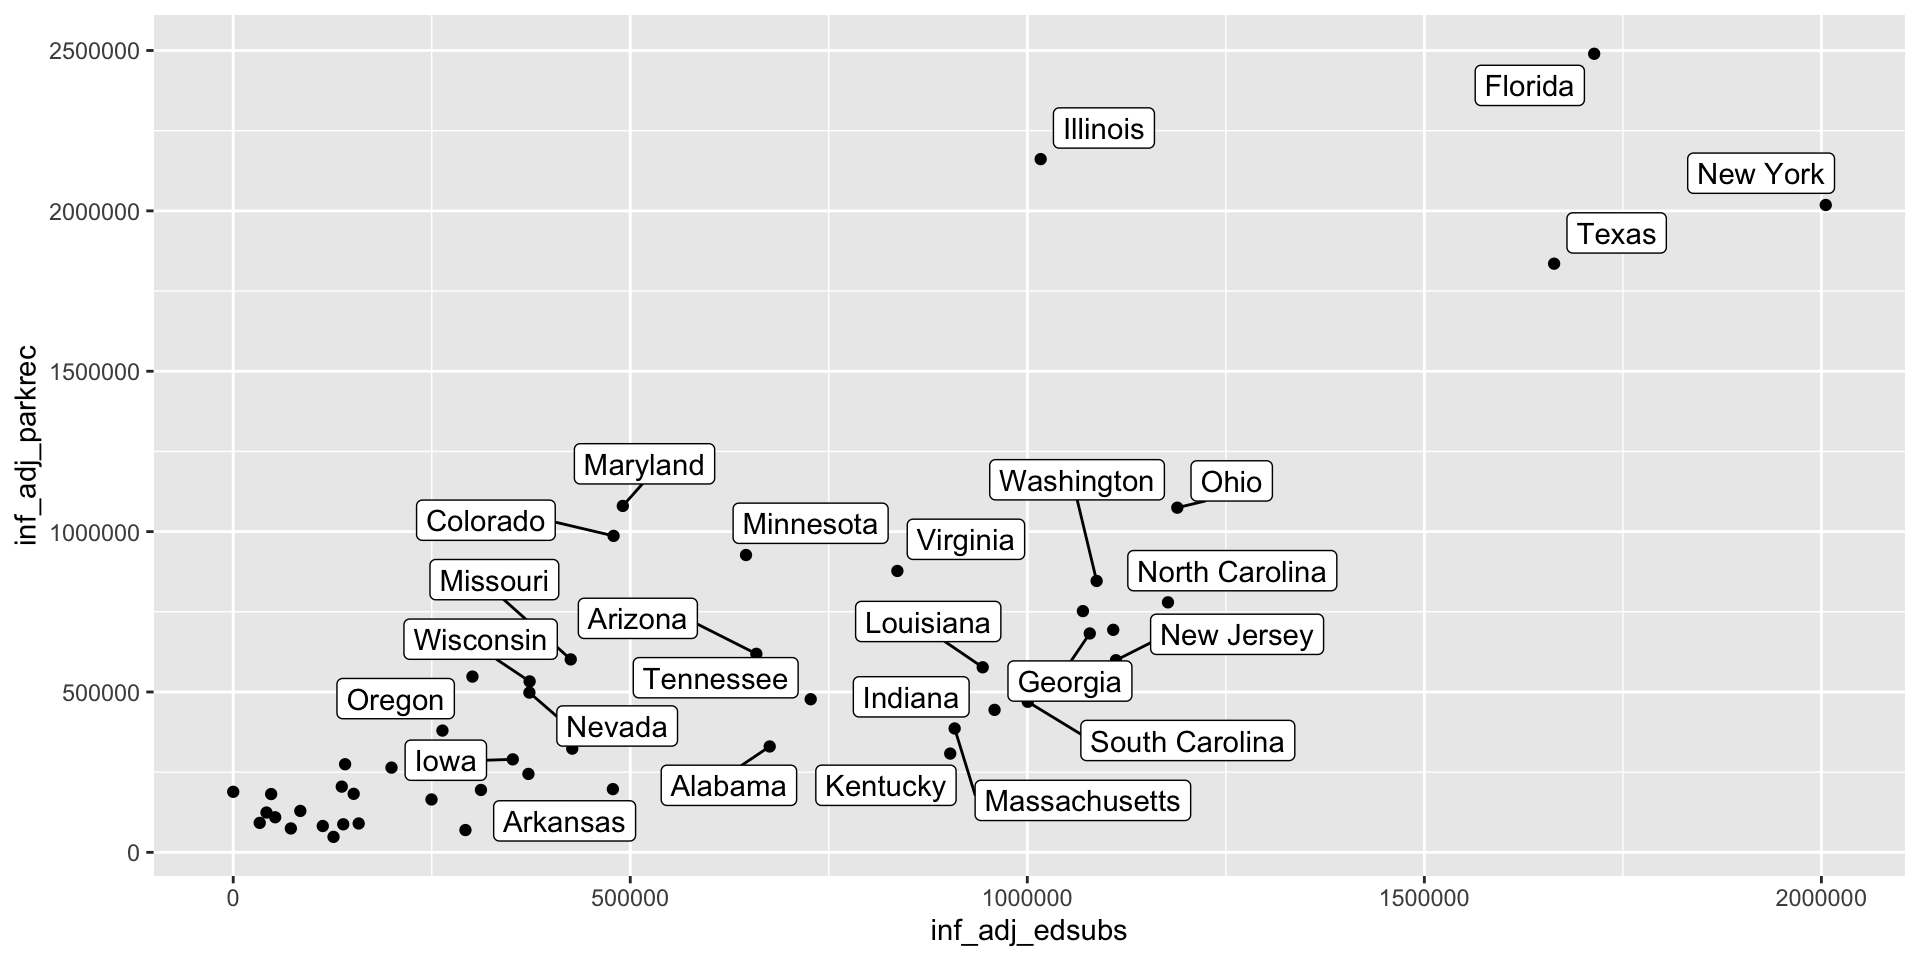 2500000
Florida
Illinois
New York
2000000
Texas
1500000
inf_adj_parkrec
Maryland
Washington
Ohio
Colorado
Minnesota
1000000
Virginia
Missouri
North Carolina
Arizona
Louisiana
Wisconsin
New Jersey
Tennessee
Georgia
500000
Oregon
Indiana
Nevada
South Carolina
Iowa
Alabama
Kentucky
Massachusetts
Arkansas
0
0 500000 1000000 1500000 2000000
inf_adj_edsubs